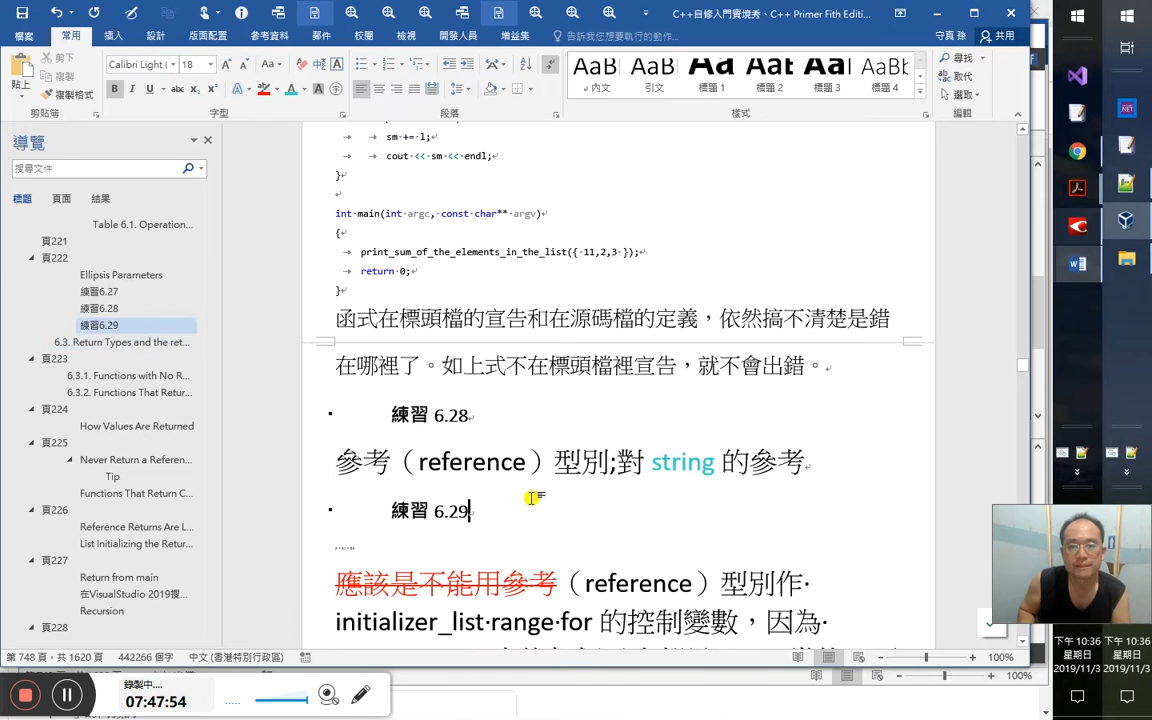 C++自修入門實境秀、C++ Primer Fith Editi...
檔案 常用 插入 設計 版面配置 參考資料 郵件 校閱 檢視 開發人員 增益集 告訴我您想要執行的動作... 守真 孫 共用
貼上 剪下 複製 複製格式 剪貼簿
Calibri Light ( 18 字型
段落
AaB AaB Aa AaE Aal AaBb
內文 引文 標題 1 標題 2 標題 3 標題 4 樣式
尋找 取代 選取 編輯
導覽
搜尋文件
標題 頁面 結果
Table 6.1. Operation...
頁221
頁222
Ellipsis Parameters
練習6.27
練習6.28
練習6.29
6.3. Return Types and the ret...
頁223
6.3.1. Functions with No R...
6.3.2. Functions That Return...
頁224
How Values Are Returned
頁225
Never Return a Referen...
Tip
Functions That Return C...
頁226
Reference Returns Are L...
List Initializing the Retur...
頁227
Return from main
在VisualStudio 2019搜...
Recursion
頁228
sm += l;
cout << sm << endl;
}
int main(int argc, const char** argv)
{
print_sum_of_the_elements_in_the_list({ 11,2,3 });
return 0;
}
函式在標頭檔的宣告和在源碼檔的定義，依然搞不清楚是錯
在哪裡了。如上式不在標頭檔裡宣告，就不會出錯。
練習 6.28
參考（reference）型別;對 string 的參考
練習 6.29
應該是不能用參考（reference）型別作
initializer_list range for 的控制變數，因為
第 748 頁，共 1620 頁 442266 個字 中文 (香港特別行政區) 100%
100%
錄製中....
07:47:54
下午 10:36 下午 10:36
星期日 星期日
2019/11/3 2019/11/3